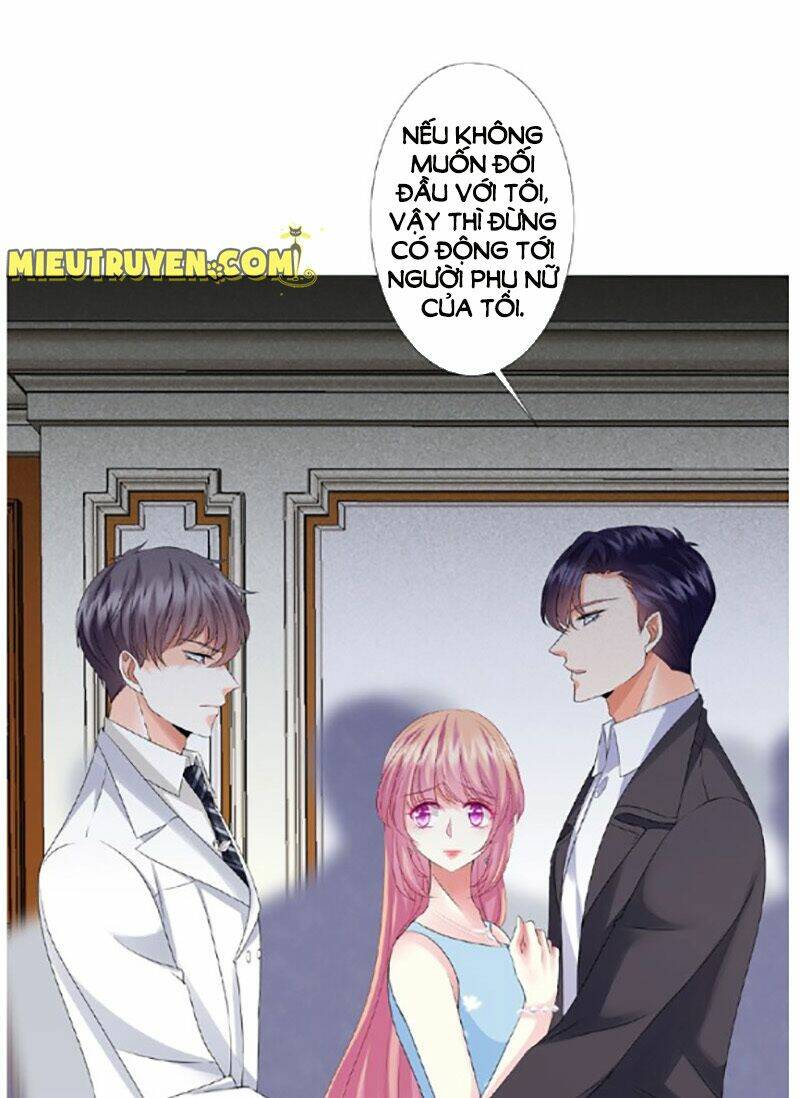 NẾU KHÔNG
MUỐN ĐỐI
ĐẦU VỚI TÔI,
VẬY THÌ ĐỪNG
CÓ ĐỘNG TỚI
NGƯỜI PHỤ NỮ
CỦA TÔI.
MIEUTRUYEN.COM